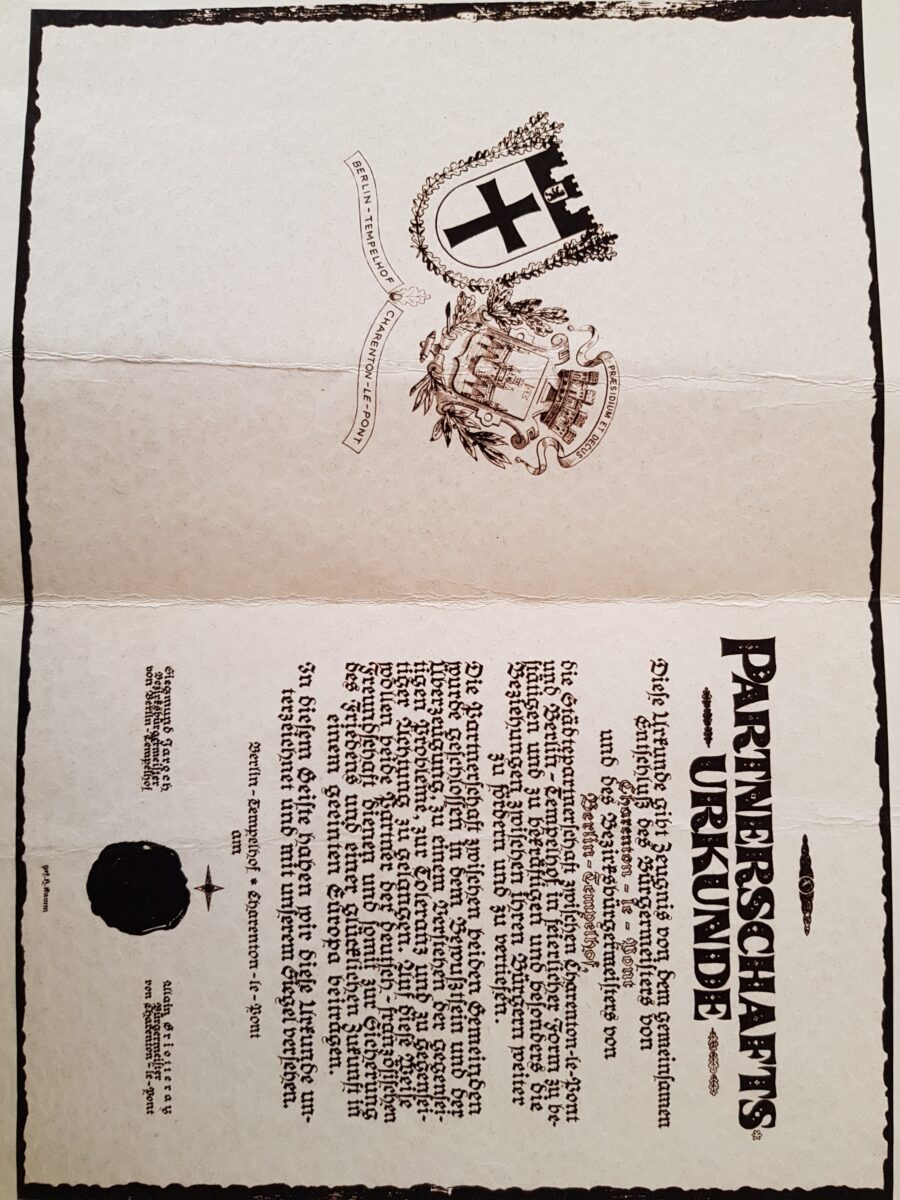 PRÆSIDIUM ET DECUS
BERLIN-TEMPELHOF
CHARENTON-LE-PONT
PARTNERSCHAFTS
URKUNDE
Diese Urkunde gibt Zeugnis von dem gemeinsamen
Entschluß des Bürgermeisters von
Charenton-le-Pont
und des Bezirksbürgermeisters von
Berlin-Tempelhof,
die Städtepartnerschaft zwischen Charenton-le-Pont
und Berlin-Tempelhof in feierlicher Form zu be-
stätigen und zu bekräftigen und besonders die
Beziehungen zwischen ihren Bürgern weiter
zu fördern und zu vertiefen.
Die Partnerschaft zwischen beiden Gemeinden
wurde geschlossen in dem Bewußtsein und der
Überzeugung, zu einem Verstehen der gegensei-
tigen Probleme, zur Toleranz und zu gegensei-
tiger Achtung zu gelangen. Auf diese Weise
wollen beide Partner der deutsch-französischen
Freundschaft dienen und somit zur Sicherung
des Friedens und einer glücklichen Zukunft in
einem geeinten Europa beitragen.
In diesem Geiste haben wir diese Urkunde un-
terzeichnet und mit unserem Siegel versehen.
Berlin-Tempelhof * Charenton-le-Pont
am
Siegmund Jaroch
Bezirksbürgermeister
von Berlin-Tempelhof
Alain Griotteray
Bürgermeister
von Charenton-le-Pont